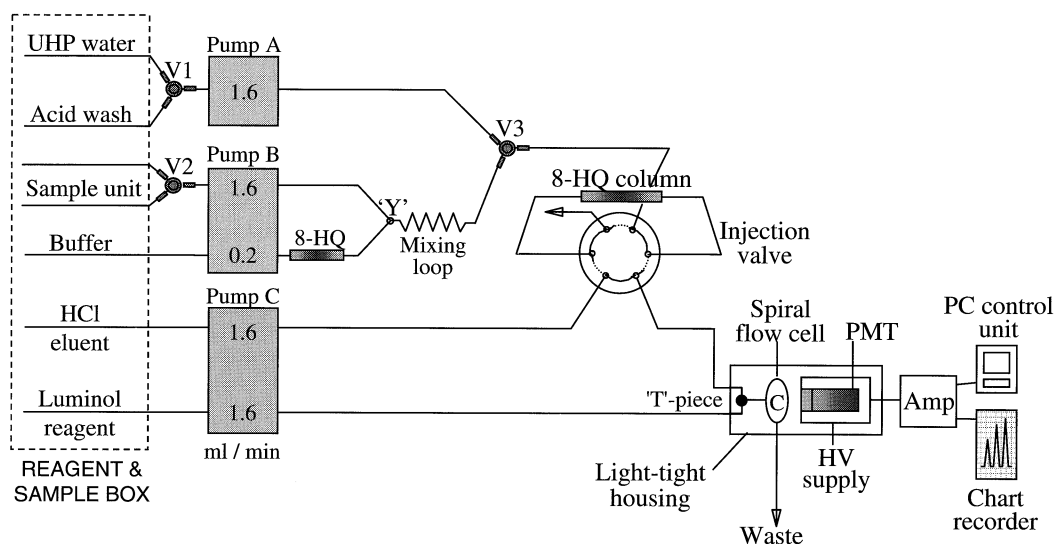 UHP water
Acid wash
V1
Pump A
1.6
Sample unit
V2
Pump B
1.6
Buffer
0.2
8-HQ
'Y'
Mixing
loop
V3
8-HQ column
Injection
valve
HCl
eluent
Pump C
1.6
Luminol
reagent
1.6
ml / min
REAGENT &
SAMPLE BOX
Spiral
flow cell
PMT
'T'-piece
C
Light-tight
housing
HV
supply
Waste
Amp
PC control
unit
Chart
recorder